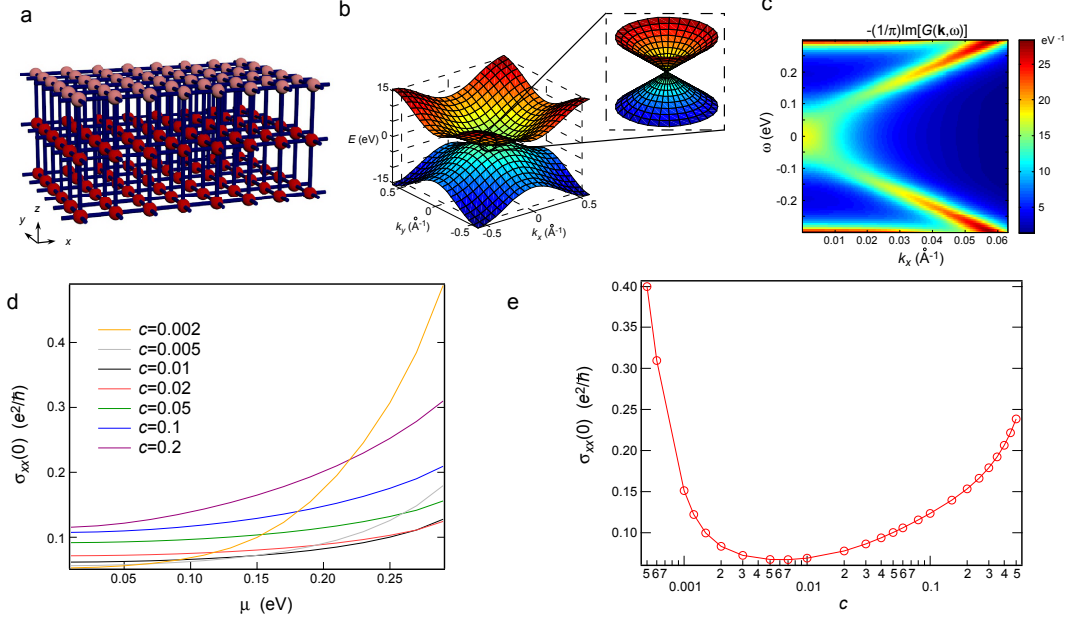 a
z
y
x
b
15
0
-15
E (eV)
0.5
0
-0.5
k_y (Å⁻¹)
-0.5
0
0.5
k_x (Å⁻¹)
c
-(1/π)Im[G(k,ω)]
eV ⁻¹
0.2
0.1
0
-0.1
-0.2
ω (eV)
0.01 0.02 0.03 0.04 0.05 0.06
k_x (Å⁻¹)
25
20
15
10
5
d
c=0.002
c=0.005
c=0.01
c=0.02
c=0.05
c=0.1
c=0.2
0.4
0.3
0.2
0.1
σ_xx(0) (e²/ħ)
0.05 0.10 0.15 0.20 0.25
μ (eV)
e
0.40
0.35
0.30
0.25
0.20
0.15
0.10
σ_xx(0) (e²/ħ)
5 6 7 2 3 4 5 6 7 2 3 4 5 6 7 2 3 4 5
0.001 0.01 0.1
c